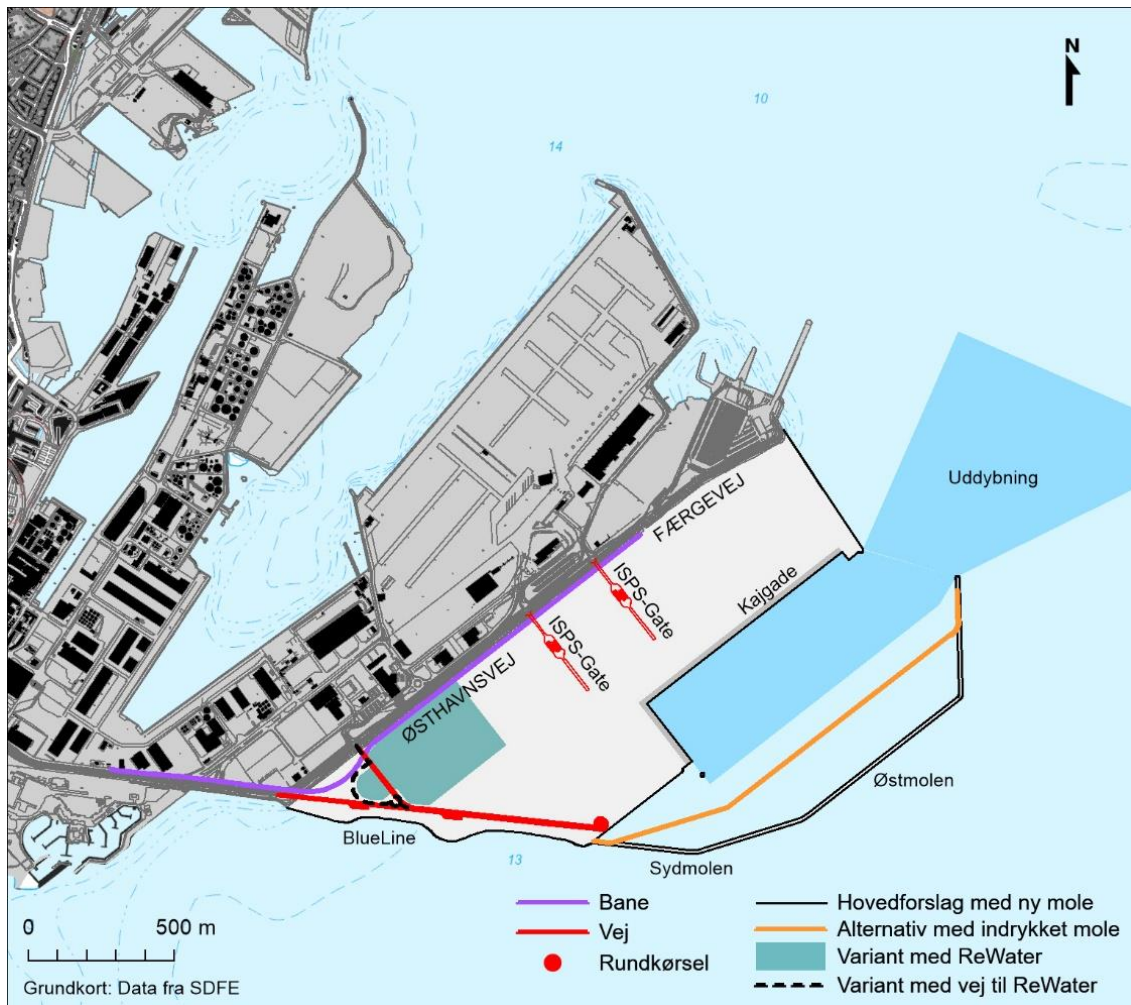 N
10
14
Uddybning
FÆRGEVEJ
ISPS-Gate
Kajgade
ISPS-Gate
ØSTHAVNSVEJ
Østmolen
BlueLine
Sydmolen
13
0 500 m
Grundkort: Data fra SDFE
Bane
Vej
Rundkørsel
Hovedforslag med ny mole
Alternativ med indrykket mole
Variant med ReWater
Variant med vej til ReWater